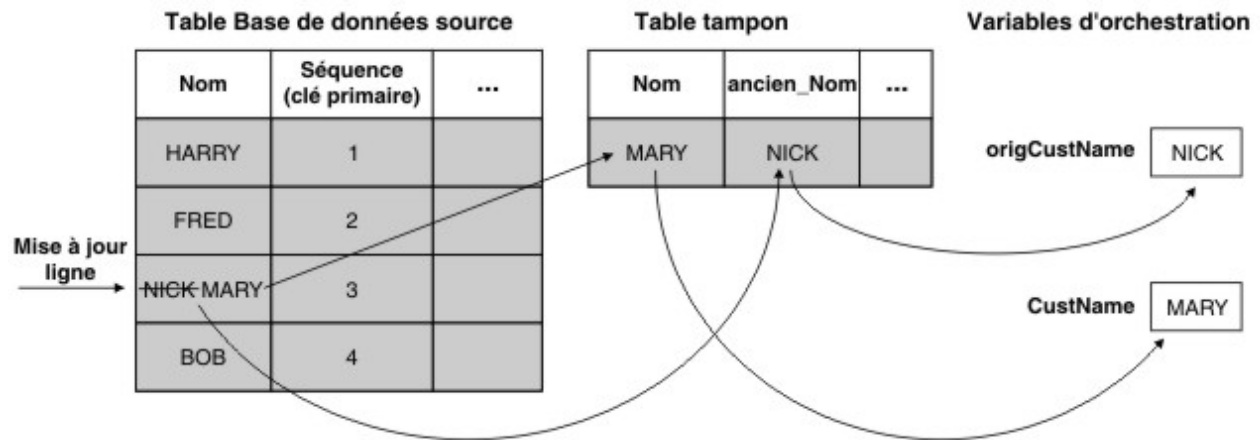 Table Base de données source
Table tampon
Variables d'orchestration
Nom
Séquence
(clé primaire)
...
Nom
ancien_Nom
...
HARRY
1
MARY
NICK
origCustName
NICK
FRED
2
Mise à jour
ligne
NICK MARY
3
CustName
MARY
BOB
4